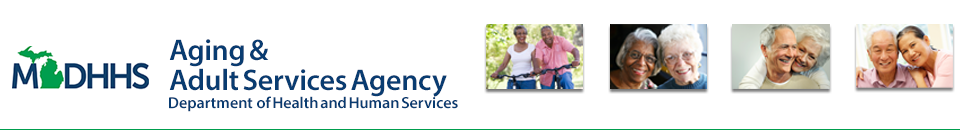 MDHHS
Aging &
Adult Services Agency
Department of Health and Human Services